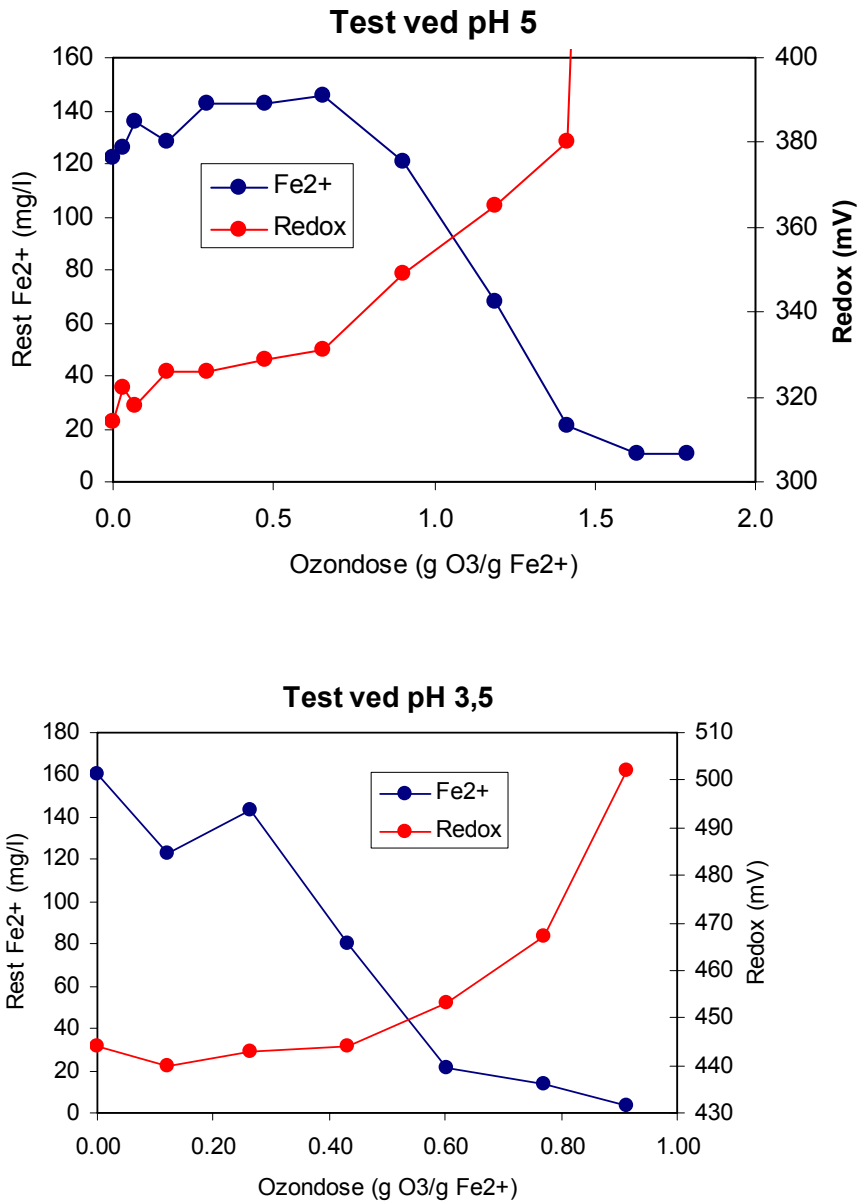 Test ved pH 5
160
140
120
100
80
60
40
20
0
Rest Fe2+ (mg/l)
400
380
360
340
320
300
Redox (mV)
Fe2+
Redox
0.0 0.5 1.0 1.5 2.0
Ozondose (g O3/g Fe2+)
Test ved pH 3,5
180
160
140
120
100
80
60
40
20
0
Rest Fe2+ (mg/l)
510
500
490
480
470
460
450
440
430
Redox (mV)
Fe2+
Redox
0.00 0.20 0.40 0.60 0.80 1.00
Ozondose (g O3/g Fe2+)